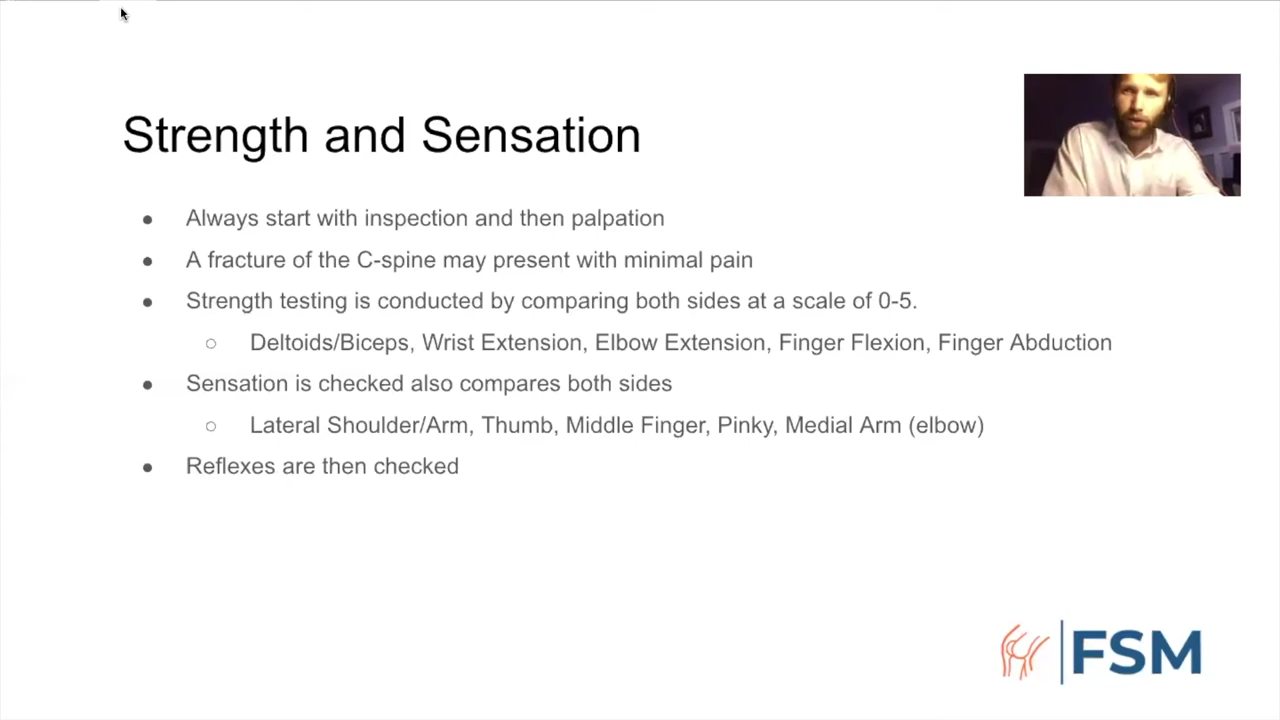 Strength and Sensation
● Always start with inspection and then palpation
● A fracture of the C-spine may present with minimal pain
● Strength testing is conducted by comparing both sides at a scale of 0-5.
○ Deltoids/Biceps, Wrist Extension, Elbow Extension, Finger Flexion, Finger Abduction
● Sensation is checked also compares both sides
○ Lateral Shoulder/Arm, Thumb, Middle Finger, Pinky, Medial Arm (elbow)
● Reflexes are then checked
FSM